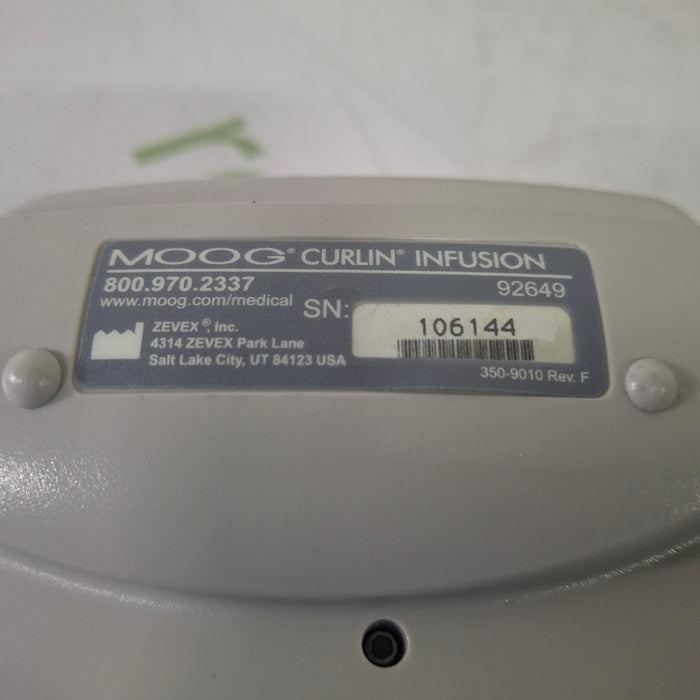 MOOG® CURLIN® INFUSION
800.970.2337 92649
www.moog.com/medical
SN: 106144
ZEVEX®, Inc.
4314 ZEVEX Park Lane
Salt Lake City, UT 84123 USA
350-9010 Rev. F